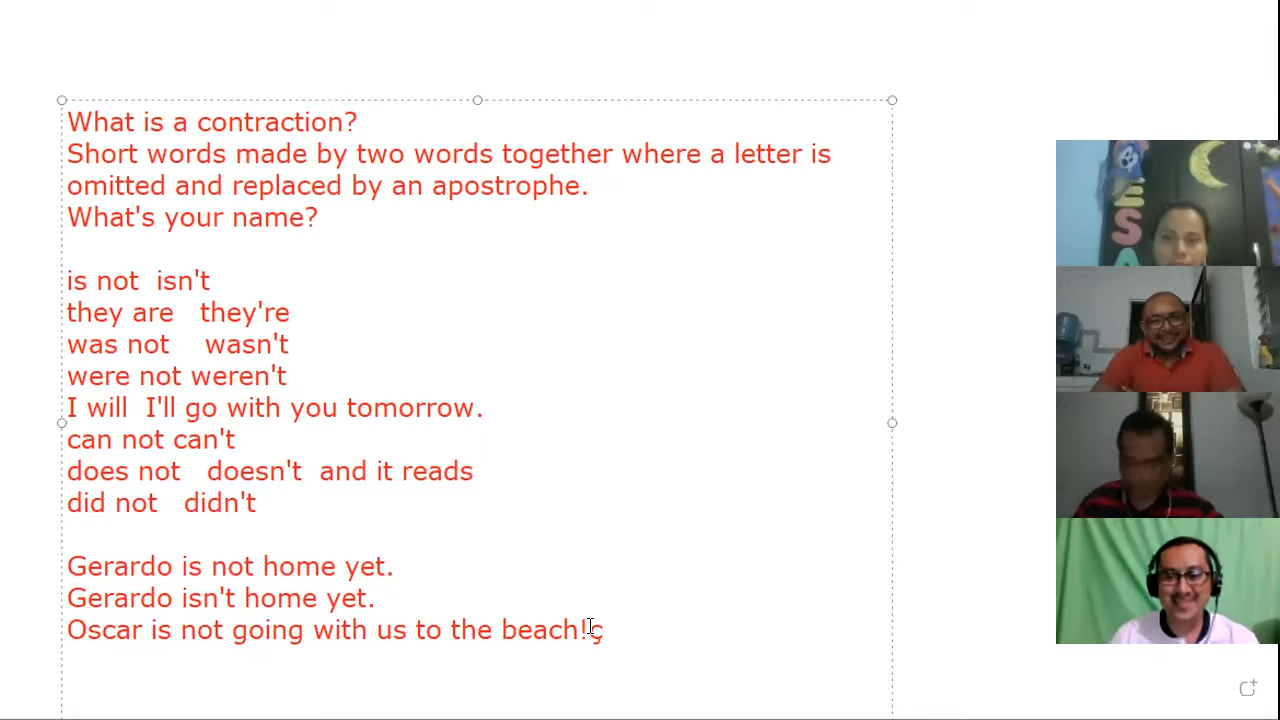 What is a contraction?
Short words made by two words together where a letter is
omitted and replaced by an apostrophe.
What's your name?
is not  isn't
they are   they're
was not    wasn't
were not weren't
I will  I'll go with you tomorrow.
can not can't
does not   doesn't  and it reads
did not   didn't
Gerardo is not home yet.
Gerardo isn't home yet.
Oscar is not going with us to the beach!ç
E
S
A